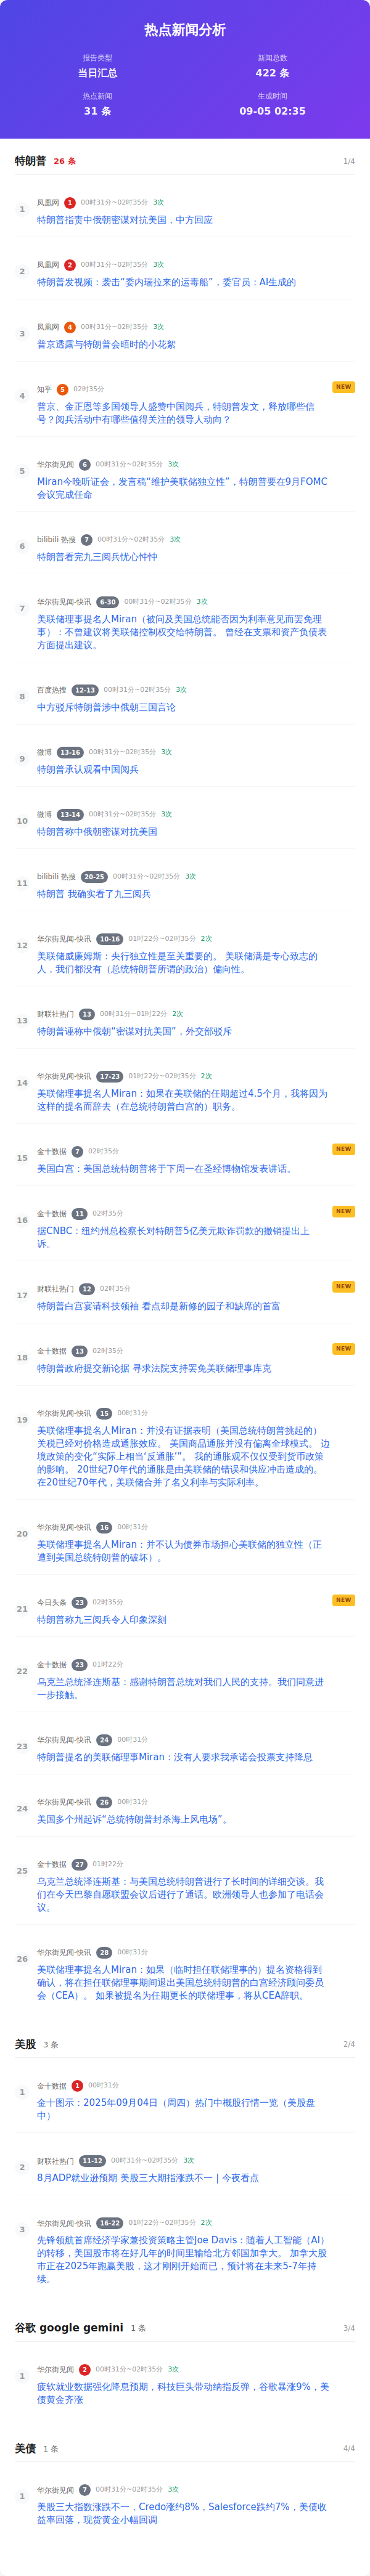 热点新闻分析
报告类型
当日汇总
新闻总数
422 条
热点新闻
31 条
生成时间
09-05 02:35
特朗普 26 条 1/4
1
凤凰网 1 00时31分~02时35分 3次
特朗普指责中俄朝密谋对抗美国，中方回应
2
凤凰网 2 00时31分~02时35分 3次
特朗普发视频：袭击“委内瑞拉来的运毒船”，委官员：AI生成的
3
凤凰网 4 00时31分~02时35分 3次
普京透露与特朗普会晤时的小花絮
4
知乎 5 02时35分 NEW
普京、金正恩等多国领导人盛赞中国阅兵，特朗普发文，释放哪些信
号？阅兵活动中有哪些值得关注的领导人动向？
5
华尔街见闻 6 00时31分~02时35分 3次
Miran今晚听证会，发言稿“维护美联储独立性”，特朗普要在9月FOMC
会议完成任命
6
bilibili 热搜 7 00时31分~02时35分 3次
特朗普看完九三阅兵忧心忡忡
7
华尔街见闻-快讯 6-30 00时31分~02时35分 3次
美联储理事提名人Miran（被问及美国总统能否因为利率意见而罢免理
事）：不曾建议将美联储控制权交给特朗普。 曾经在支票和资产负债表
方面提出建议。
8
百度热搜 12-13 00时31分~02时35分 3次
中方驳斥特朗普涉中俄朝三国言论
9
微博 13-16 00时31分~02时35分 3次
特朗普承认观看中国阅兵
10
微博 13-14 00时31分~02时35分 3次
特朗普称中俄朝密谋对抗美国
11
bilibili 热搜 20-25 00时31分~02时35分 3次
特朗普 我确实看了九三阅兵
12
华尔街见闻-快讯 10-16 01时22分~02时35分 2次
美联储威廉姆斯：央行独立性是至关重要的。 美联储满是专心致志的
人，我们都没有（总统特朗普所谓的政治）偏向性。
13
财联社热门 13 00时31分~01时22分 2次
特朗普诬称中俄朝“密谋对抗美国”，外交部驳斥
14
华尔街见闻-快讯 17-23 01时22分~02时35分 2次
美联储理事提名人Miran：如果在美联储的任期超过4.5个月，我将因为
这样的提名而辞去（在总统特朗普白宫的）职务。
15
金十数据 7 02时35分 NEW
美国白宫：美国总统特朗普将于下周一在圣经博物馆发表讲话。
16
金十数据 11 02时35分 NEW
据CNBC：纽约州总检察长对特朗普5亿美元欺诈罚款的撤销提出上
诉。
17
财联社热门 12 02时35分 NEW
特朗普白宫宴请科技领袖 看点却是新修的园子和缺席的首富
18
金十数据 13 02时35分 NEW
特朗普政府提交新论据 寻求法院支持罢免美联储理事库克
19
华尔街见闻-快讯 15 00时31分
美联储理事提名人Miran：并没有证据表明（美国总统特朗普挑起的）
关税已经对价格造成通胀效应。 美国商品通胀并没有偏离全球模式。 边
境政策的变化“实际上相当‘反通胀’”。 我的通胀观不仅仅受到货币政策
的影响。 20世纪70年代的通胀是由美联储的错误和供应冲击造成的。
在20世纪70年代，美联储合并了名义利率与实际利率。
20
华尔街见闻-快讯 16 00时31分
美联储理事提名人Miran：并不认为债券市场担心美联储的独立性（正
遭到美国总统特朗普的破坏）。
21
今日头条 23 02时35分 NEW
特朗普称九三阅兵令人印象深刻
22
金十数据 23 01时22分
乌克兰总统泽连斯基：感谢特朗普总统对我们人民的支持。我们同意进
一步接触。
23
华尔街见闻-快讯 24 00时31分
特朗普提名的美联储理事Miran：没有人要求我承诺会投票支持降息
24
华尔街见闻-快讯 26 00时31分
美国多个州起诉“总统特朗普封杀海上风电场”。
25
金十数据 27 01时22分
乌克兰总统泽连斯基：与美国总统特朗普进行了长时间的详细交谈。我
们在今天巴黎自愿联盟会议后进行了通话。欧洲领导人也参加了电话会
议。
26
华尔街见闻-快讯 28 00时31分
美联储理事提名人Miran：如果（临时担任联储理事的）提名资格得到
确认，将在担任联储理事期间退出美国总统特朗普的白宫经济顾问委员
会（CEA）。 如果被提名为任期更长的联储理事，将从CEA辞职。
美股 3 条 2/4
1
金十数据 1 00时31分
金十图示：2025年09月04日（周四）热门中概股行情一览（美股盘
中）
2
财联社热门 11-12 00时31分~02时35分 3次
8月ADP就业逊预期 美股三大期指涨跌不一 | 今夜看点
3
华尔街见闻-快讯 16-22 01时22分~02时35分 2次
先锋领航首席经济学家兼投资策略主管Joe Davis：随着人工智能（AI）
的转移，美国股市将在好几年的时间里输给北方邻国加拿大。 加拿大股
市正在2025年跑赢美股，这才刚刚开始而已，预计将在未来5-7年持
续。
谷歌 google gemini 1 条 3/4
1
华尔街见闻 2 00时31分~02时35分 3次
疲软就业数据强化降息预期，科技巨头带动纳指反弹，谷歌暴涨9%，美
债黄金齐涨
美债 1 条 4/4
1
华尔街见闻 7 00时31分~02时35分 3次
美股三大指数涨跌不一，Credo涨约8%，Salesforce跌约7%，美债收
益率回落，现货黄金小幅回调